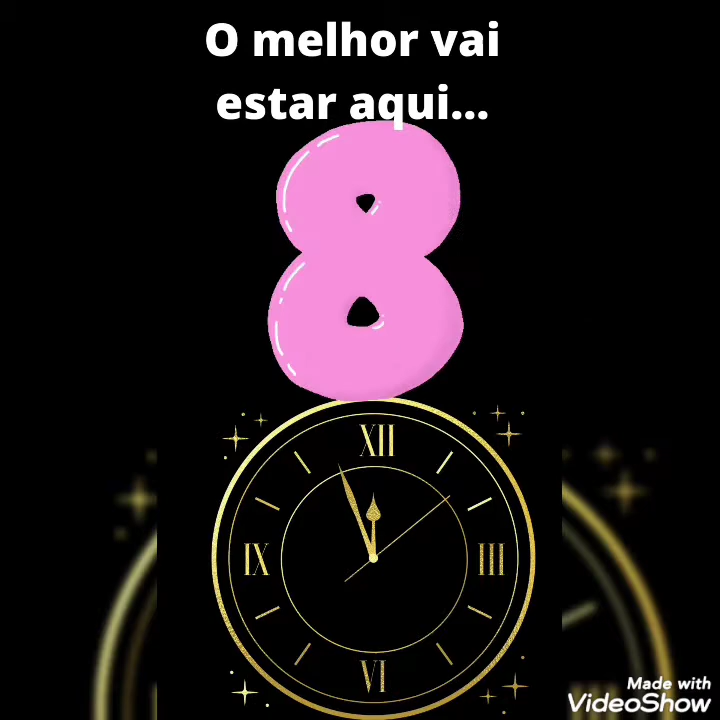 O melhor vai
estar aqui...
8
XII
IX
III
VI
Made with
VideoShow